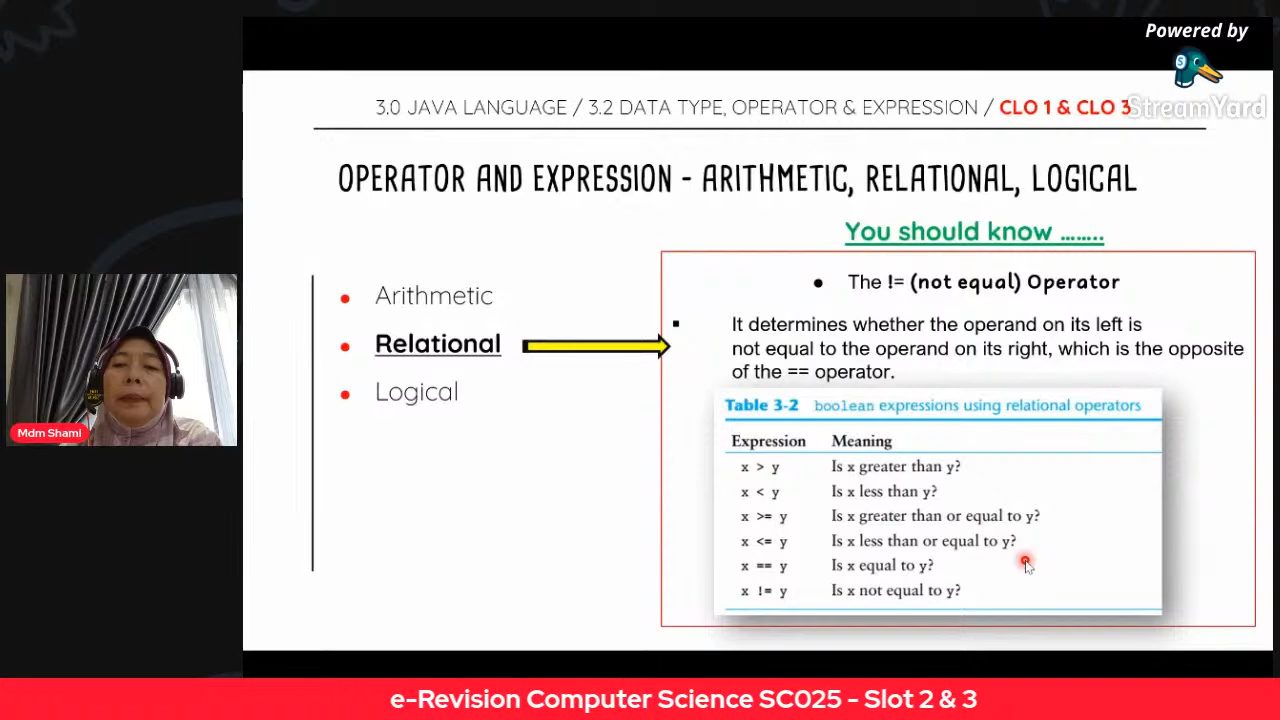 Powered by
StreamYard
3.0 JAVA LANGUAGE / 3.2 DATA TYPE, OPERATOR & EXPRESSION / CLO 1 & CLO 3
OPERATOR AND EXPRESSION - ARITHMETIC, RELATIONAL, LOGICAL
You should know ........
• Arithmetic
• Relational
• Logical
• The != (not equal) Operator
▪ It determines whether the operand on its left is
not equal to the operand on its right, which is the opposite
of the == operator.
Table 3-2 boolean expressions using relational operators
Expression Meaning
x > y Is x greater than y?
x < y Is x less than y?
x >= y Is x greater than or equal to y?
x <= y Is x less than or equal to y?
x == y Is x equal to y?
x != y Is x not equal to y?
Mdm Shami
e-Revision Computer Science SC025 - Slot 2 & 3